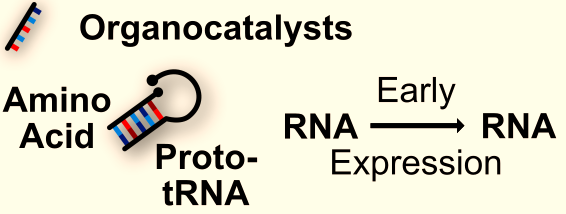 Organocatalysts
Amino
Acid
Proto-
tRNA
Early
RNA RNA
Expression